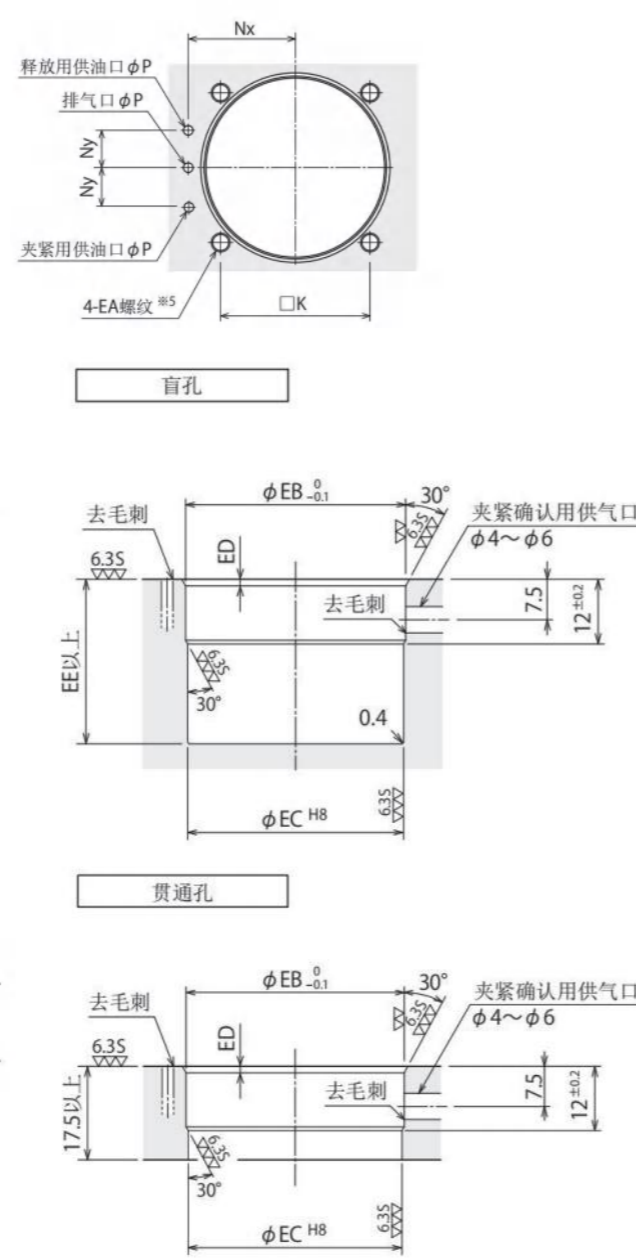 Nx
释放用供油口φP
排气口φP
Ny
Ny
夹紧用供油口φP
4-EA螺纹 ※5
□K
盲孔
φEB 0 -0.1
30°
去毛刺
夹紧确认用供气口
φ4～φ6
6.3S
ED
6.3S
去毛刺
7.5
12±0.2
EE以上
6.3S
30°
0.4
φEC H8
6.3S
贯通孔
φEB 0 -0.1
30°
去毛刺
夹紧确认用供气口
φ4～φ6
6.3S
ED
6.3S
去毛刺
7.5
12±0.2
17.5以上
6.3S
30°
φEC H8
6.3S